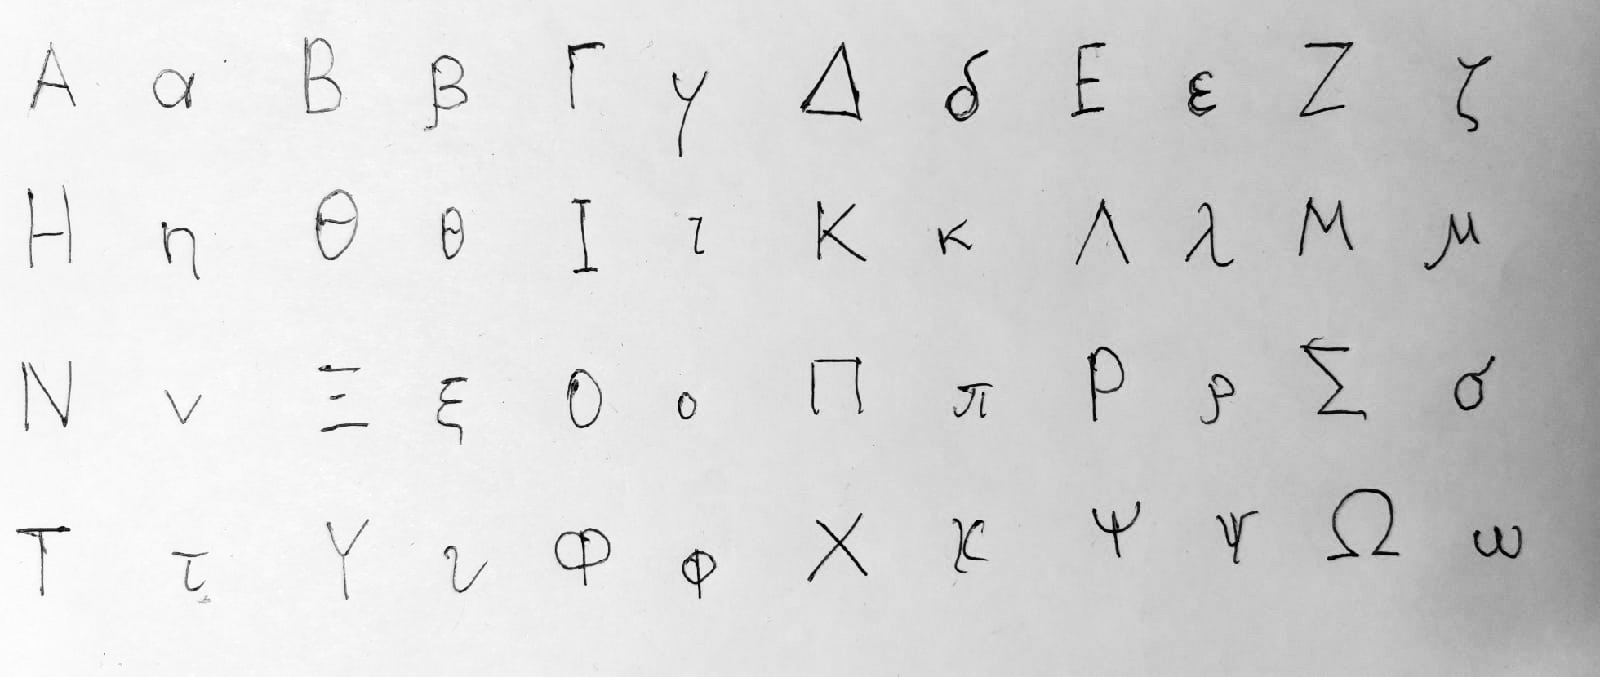 Α α Β β Γ γ Δ δ Ε ε Ζ ζ
Η η Θ θ Ι ι Κ κ Λ λ Μ μ
Ν ν Ξ ξ Ο ο Π π Ρ ρ Σ σ
Τ τ Υ υ Φ φ Χ χ Ψ ψ Ω ω